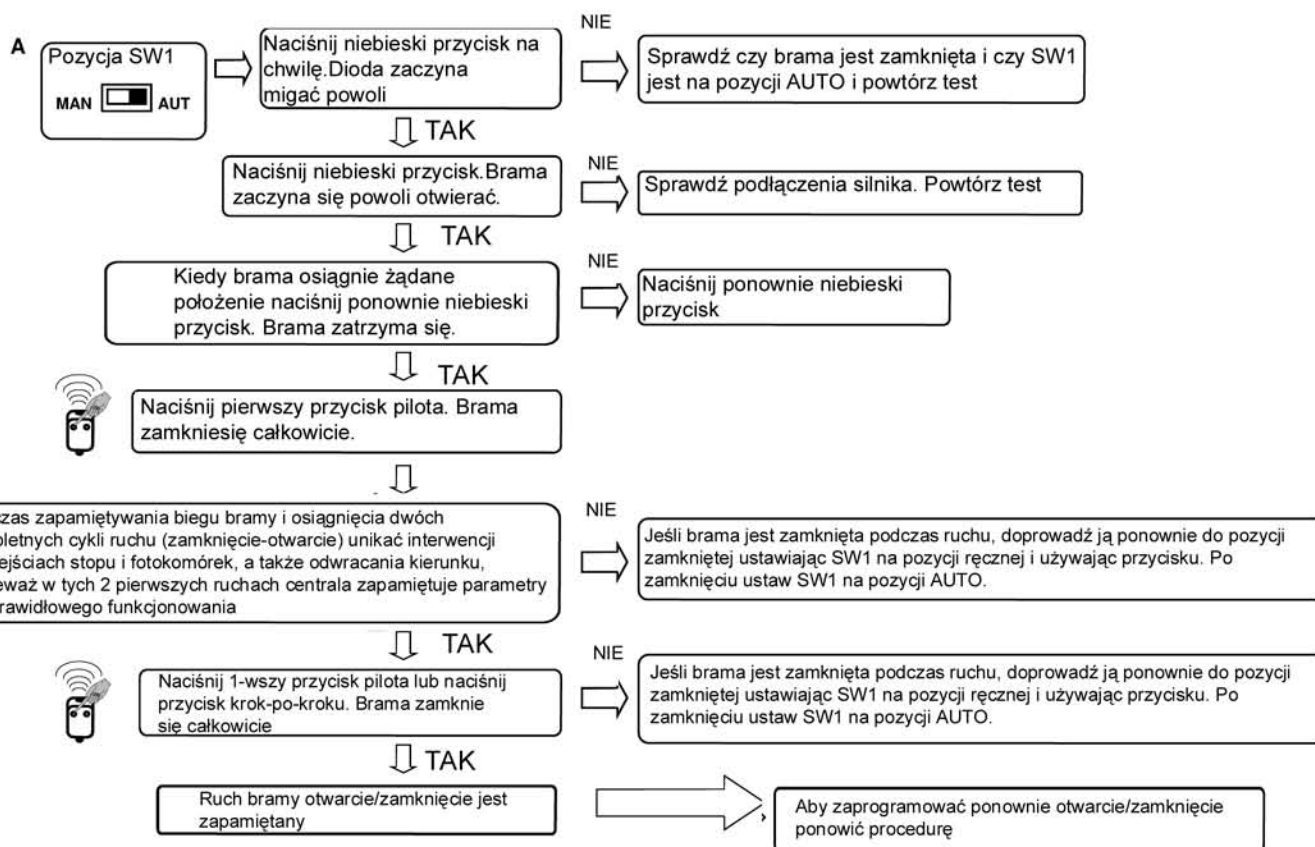 A
Pozycja SW1
MAN AUT
Naciśnij niebieski przycisk na
chwilę.Dioda zaczyna
migać powoli
NIE
Sprawdź czy brama jest zamknięta i czy SW1
jest na pozycji AUTO i powtórz test
TAK
Naciśnij niebieski przycisk.Brama
zaczyna się powoli otwierać.
NIE
Sprawdź podłączenia silnika. Powtórz test
TAK
Kiedy brama osiągnie żądane
położenie naciśnij ponownie niebieski
przycisk. Brama zatrzyma się.
NIE
Naciśnij ponownie niebieski
przycisk
TAK
Naciśnij pierwszy przycisk pilota. Brama
zamkniesię całkowicie.
czas zapamiętywania biegu bramy i osiągnięcia dwóch
pletnych cykli ruchu (zamknięcie-otwarcie) unikać interwencji
ejściach stopu i fotokomórek, a także odwracania kierunku,
eważ w tych 2 pierwszych ruchach centrala zapamiętuje parametry
rawidłowego funkcjonowania
NIE
Jeśli brama jest zamknięta podczas ruchu, doprowadź ją ponownie do pozycji
zamkniętej ustawiając SW1 na pozycji ręcznej i używając przycisku. Po
zamknięciu ustaw SW1 na pozycji AUTO.
TAK
Naciśnij 1-wszy przycisk pilota lub naciśnij
przycisk krok-po-kroku. Brama zamknie
się całkowicie
NIE
Jeśli brama jest zamknięta podczas ruchu, doprowadź ją ponownie do pozycji
zamkniętej ustawiając SW1 na pozycji ręcznej i używając przycisku. Po
zamknięciu ustaw SW1 na pozycji AUTO.
TAK
Ruch bramy otwarcie/zamknięcie jest
zapamiętany
Aby zaprogramować ponownie otwarcie/zamknięcie
ponowić procedurę